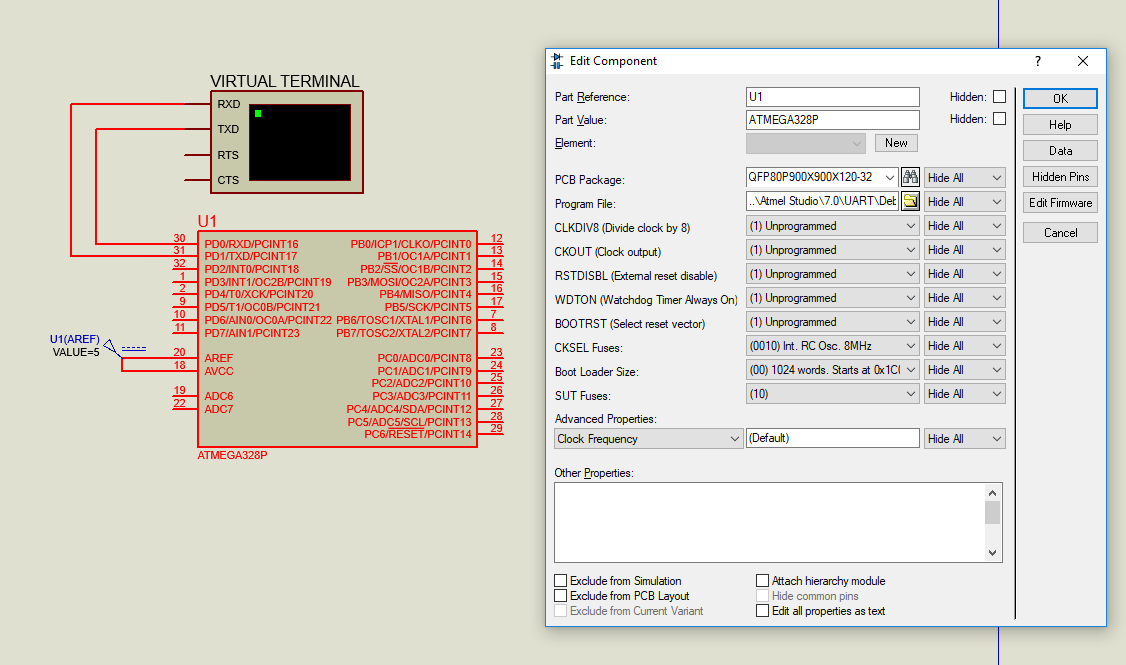 VIRTUAL TERMINAL
RXD
TXD
RTS
CTS
U1
30 PD0/RXD/PCINT16 PB0/ICP1/CLKO/PCINT0 12
31 PD1/TXD/PCINT17 PB1/OC1A/PCINT1 13
32 PD2/INT0/PCINT18 PB2/SS/OC1B/PCINT2 14
1 PD3/INT1/OC2B/PCINT19 PB3/MOSI/OC2A/PCINT3 15
2 PD4/T0/XCK/PCINT20 PB4/MISO/PCINT4 16
9 PD5/T1/OC0B/PCINT21 PB5/SCK/PCINT5 17
10 PD6/AIN0/OC0A/PCINT22 PB6/TOSC1/XTAL1/PCINT6 7
11 PD7/AIN1/PCINT23 PB7/TOSC2/XTAL2/PCINT7 8
U1(AREF)
VALUE=5
20 AREF PC0/ADC0/PCINT8 23
18 AVCC PC1/ADC1/PCINT9 24
PC2/ADC2/PCINT10 25
19 ADC6 PC3/ADC3/PCINT11 26
22 ADC7 PC4/ADC4/SDA/PCINT12 27
PC5/ADC5/SCL/PCINT13 28
PC6/RESET/PCINT14 29
ATMEGA328P
Edit Component ?
Part Reference: U1 Hidden: OK
Part Value: ATMEGA328P Hidden: Help
Element: New Data
PCB Package: QFP80P900X900X120-32 Hide All Hidden Pins
Program File: ..\Atmel Studio\7.0\UART\Deb Hide All Edit Firmware
CLKDIV8 (Divide clock by 8) (1) Unprogrammed Hide All Cancel
CKOUT (Clock output) (1) Unprogrammed Hide All
RSTDISBL (External reset disable) (1) Unprogrammed Hide All
WDTON (Watchdog Timer Always On) (1) Unprogrammed Hide All
BOOTRST (Select reset vector) (1) Unprogrammed Hide All
CKSEL Fuses: (0010) Int. RC Osc. 8MHz Hide All
Boot Loader Size: (00) 1024 words. Starts at 0x1C0 Hide All
SUT Fuses: (10) Hide All
Advanced Properties:
Clock Frequency (Default) Hide All
Other Properties:
Exclude from Simulation Attach hierarchy module
Exclude from PCB Layout Hide common pins
Exclude from Current Variant Edit all properties as text